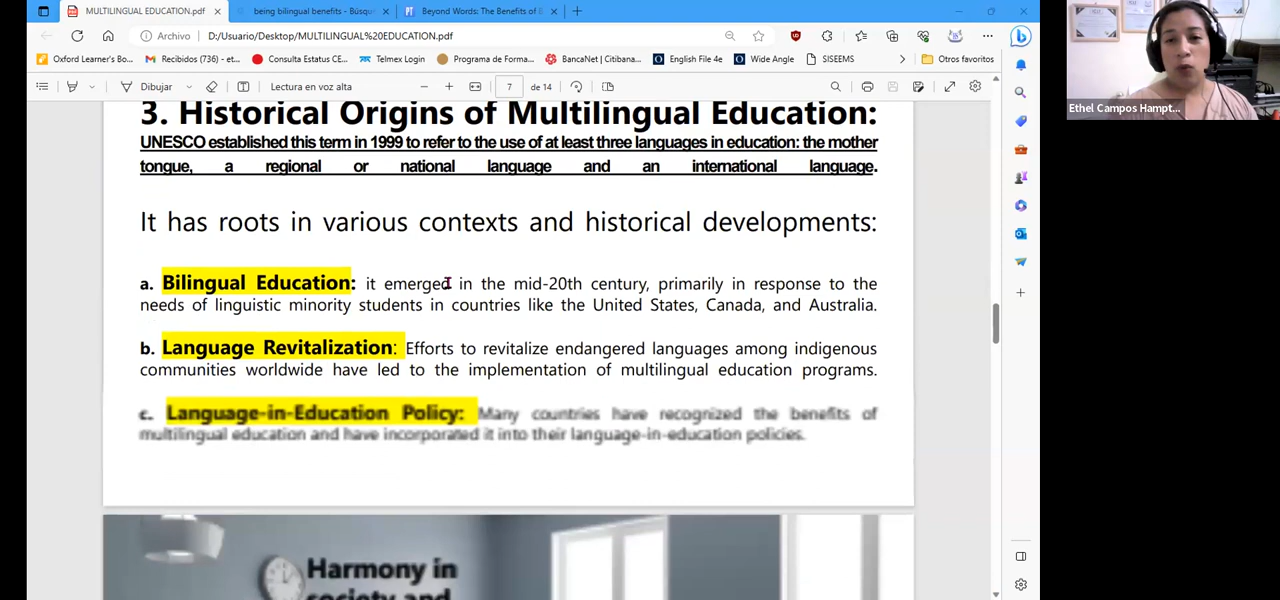 MULTILINGUAL EDUCATION.pdf
being bilingual benefits - Búsqu
Beyond Words: The Benefits of B
Archivo
D:/Usuario/Desktop/MULTILINGUAL%20EDUCATION.pdf
Oxford Learner's Bo...
Recibidos (736) - et...
Consulta Estatus CE...
Telmex Login
Programa de Forma...
BancaNet | Citibana...
English File 4e
Wide Angle
SISEEMS
Otros favoritos
Dibujar
Lectura en voz alta
7
de 14
3. Historical Origins of Multilingual Education:
UNESCO established this term in 1999 to refer to the use of at least three languages in education: the mother
tongue, a regional or national language and an international language.
It has roots in various contexts and historical developments:
a. Bilingual Education: it emerged in the mid-20th century, primarily in response to the
needs of linguistic minority students in countries like the United States, Canada, and Australia.
b. Language Revitalization: Efforts to revitalize endangered languages among indigenous
communities worldwide have led to the implementation of multilingual education programs.
c. Language-in-Education Policy: Many countries have recognized the benefits of
multilingual education and have incorporated it into their language-in-education policies.
Harmony in
society and
Ethel Campos Hampt...